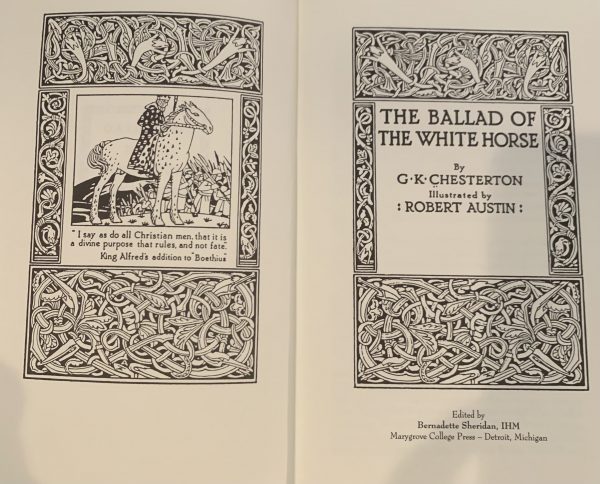 "I say as do all Christian men, that it is
a divine purpose that rules, and not fate."
King Alfred's addition to "Boethius"
THE BALLAD OF
THE WHITE HORSE
By
G·K·CHESTERTON
Illustrated by
: ROBERT AUSTIN :
Edited by
Bernadette Sheridan, IHM
Marygrove College Press – Detroit, Michigan